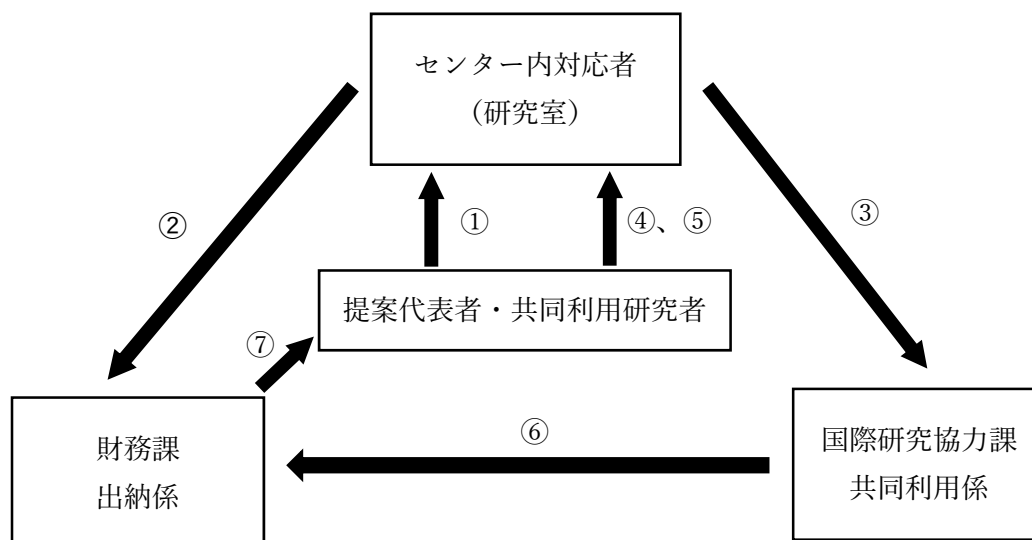 センター内対応者
（研究室）
②
①
④、⑤
③
提案代表者・共同利用研究者
⑦
財務課
出納係
⑥
国際研究協力課
共同利用係